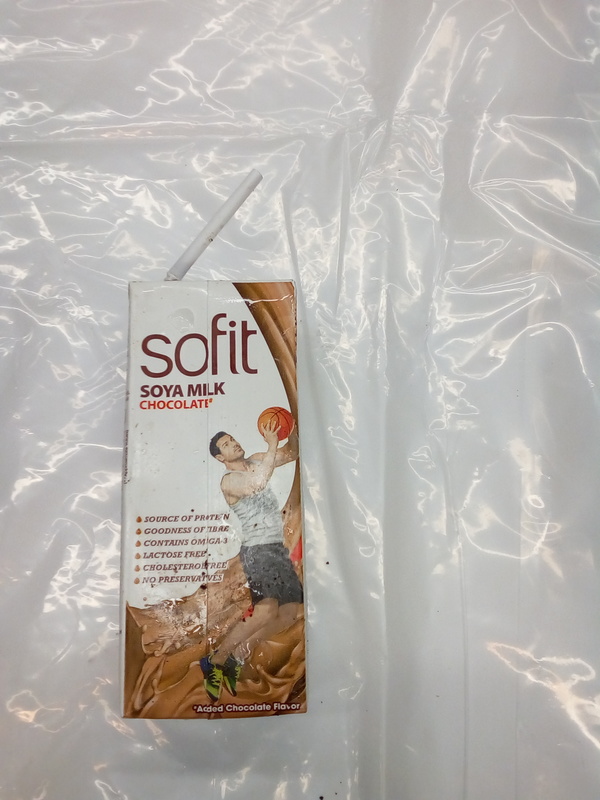 sofit
SOYA MILK
CHOCOLATE*
SOURCE OF PROTEIN
GOODNESS OF FIBRE
CONTAINS OMEGA-3
LACTOSE FREE
CHOLESTEROL FREE
NO PRESERVATIVES
*Added Chocolate Flavor